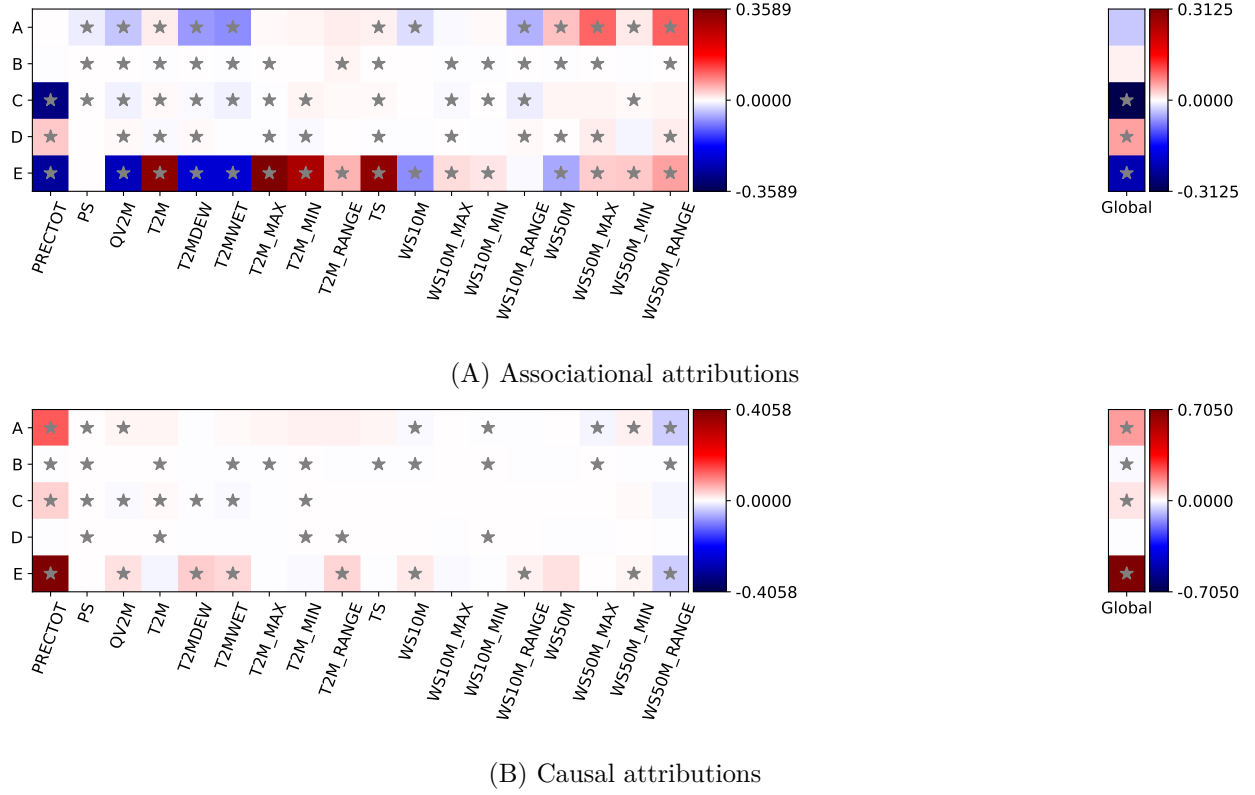 A
B
C
D
E
PRECTOT
PS
QV2M
T2M
T2MDEW
T2MWET
T2M_MAX
T2M_MIN
T2M_RANGE
TS
WS10M
WS10M_MAX
WS10M_MIN
WS10M_RANGE
WS50M
WS50M_MAX
WS50M_MIN
WS50M_RANGE
0.3589
0.0000
-0.3589
Global
0.3125
0.0000
-0.3125
(A) Associational attributions
A
B
C
D
E
PRECTOT
PS
QV2M
T2M
T2MDEW
T2MWET
T2M_MAX
T2M_MIN
T2M_RANGE
TS
WS10M
WS10M_MAX
WS10M_MIN
WS10M_RANGE
WS50M
WS50M_MAX
WS50M_MIN
WS50M_RANGE
0.4058
0.0000
-0.4058
Global
0.7050
0.0000
-0.7050
(B) Causal attributions